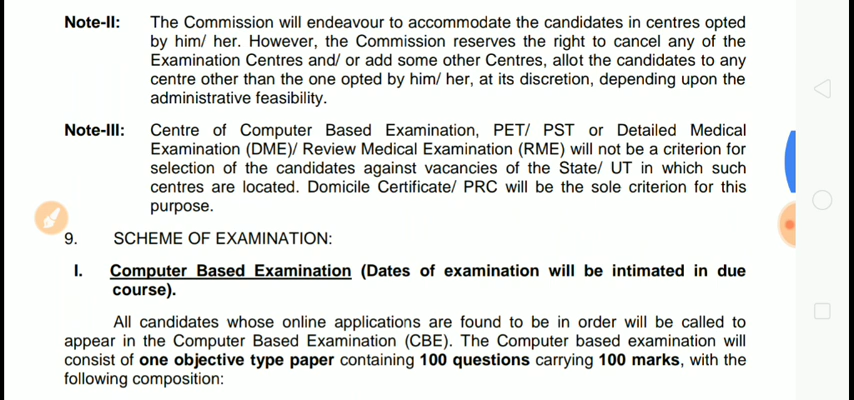 Note-II: The Commission will endeavour to accommodate the candidates in centres opted
by him/ her. However, the Commission reserves the right to cancel any of the
Examination Centres and/ or add some other Centres, allot the candidates to any
centre other than the one opted by him/ her, at its discretion, depending upon the
administrative feasibility.
Note-III: Centre of Computer Based Examination, PET/ PST or Detailed Medical
Examination (DME)/ Review Medical Examination (RME) will not be a criterion for
selection of the candidates against vacancies of the State/ UT in which such
centres are located. Domicile Certificate/ PRC will be the sole criterion for this
purpose.
9. SCHEME OF EXAMINATION:
I. Computer Based Examination (Dates of examination will be intimated in due
course).
All candidates whose online applications are found to be in order will be called to
appear in the Computer Based Examination (CBE). The Computer based examination will
consist of one objective type paper containing 100 questions carrying 100 marks, with the
following composition: